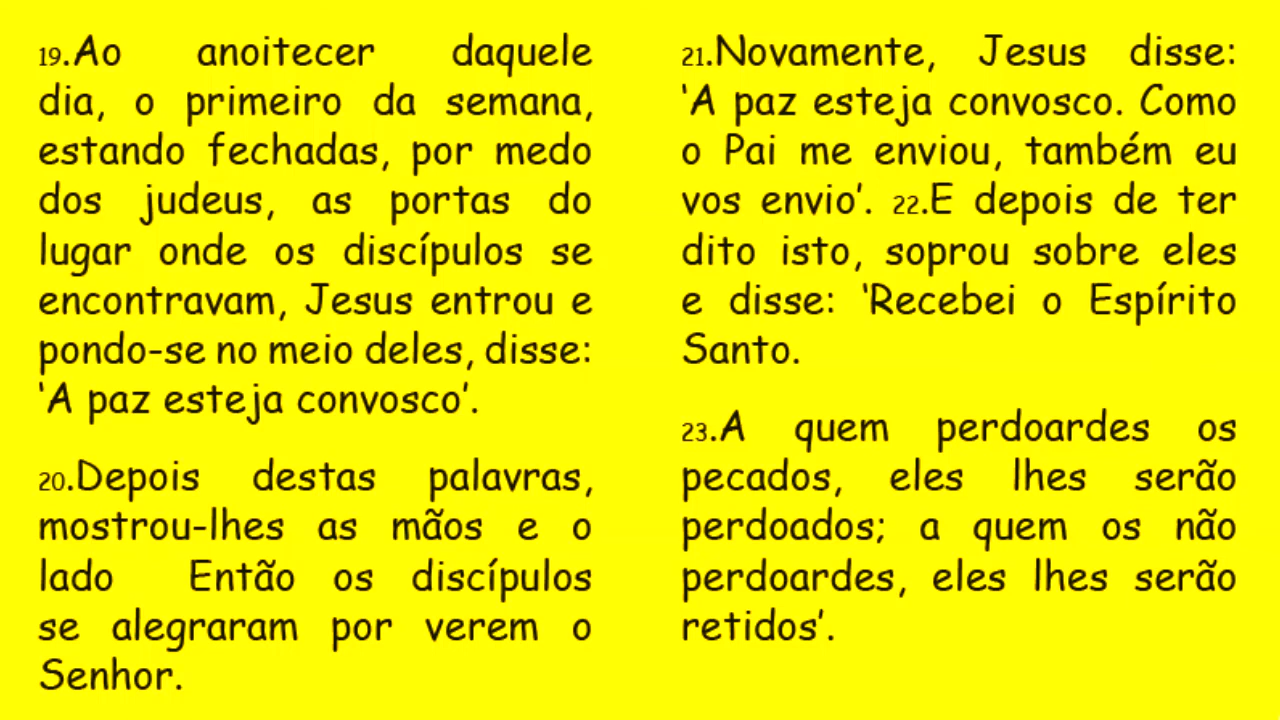 19.Ao anoitecer daquele
dia, o primeiro da semana,
estando fechadas, por medo
dos judeus, as portas do
lugar onde os discípulos se
encontravam, Jesus entrou e
pondo-se no meio deles, disse:
‘A paz esteja convosco’.
20.Depois destas palavras,
mostrou-lhes as mãos e o
lado Então os discípulos
se alegraram por verem o
Senhor.
21.Novamente, Jesus disse:
‘A paz esteja convosco. Como
o Pai me enviou, também eu
vos envio’. 22.E depois de ter
dito isto, soprou sobre eles
e disse: ‘Recebei o Espírito
Santo.
23.A quem perdoardes os
pecados, eles lhes serão
perdoados; a quem os não
perdoardes, eles lhes serão
retidos’.